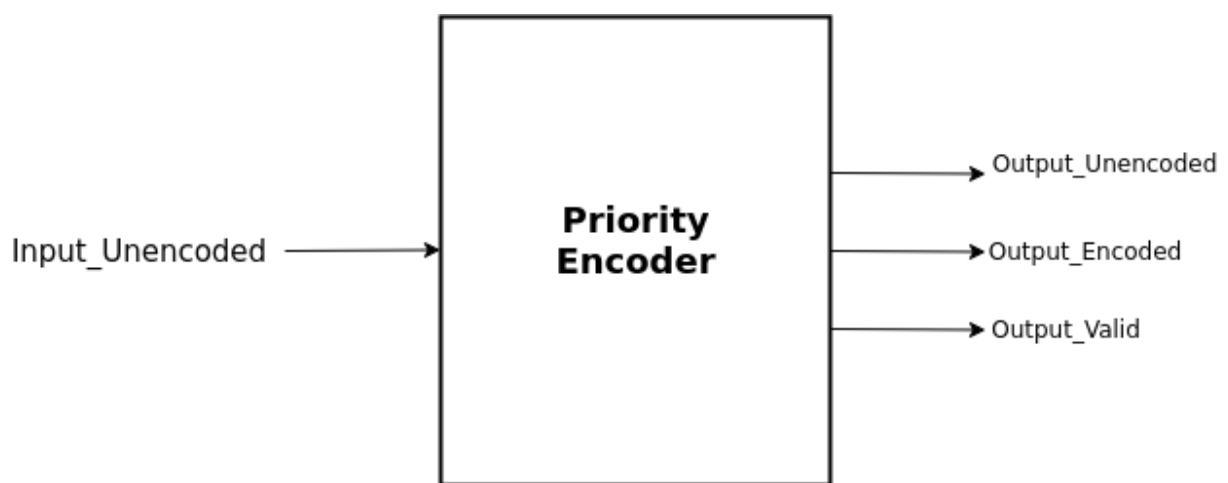 Input_Unencoded
Priority
Encoder
Output_Unencoded
Output_Encoded
Output_Valid